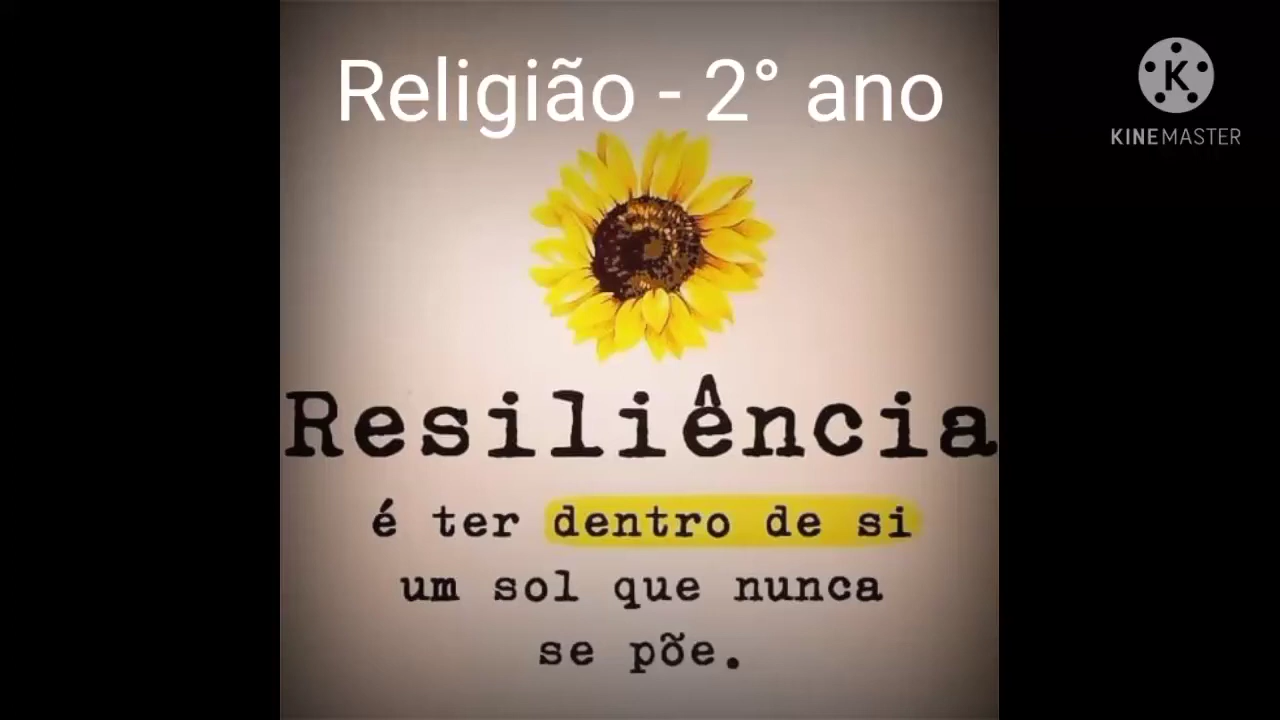 Religião - 2° ano
KINEMASTER
Resiliência
é ter dentro de si
um sol que nunca
se põe.